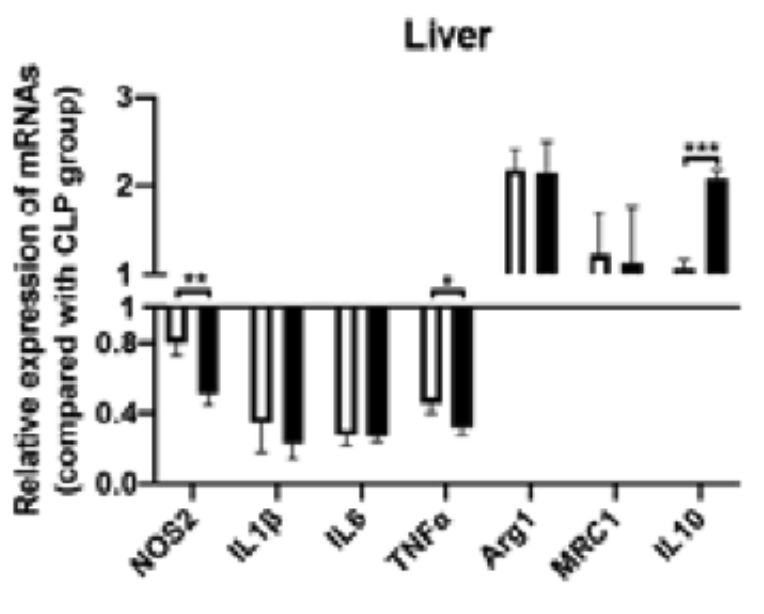 Liver
Relative expression of mRNAs
(compared with CLP group)
3
2
1
1
0.8
0.4
0.0
**
*
***
NOS2
IL1β
IL6
TNFα
Arg1
MRC1
IL10